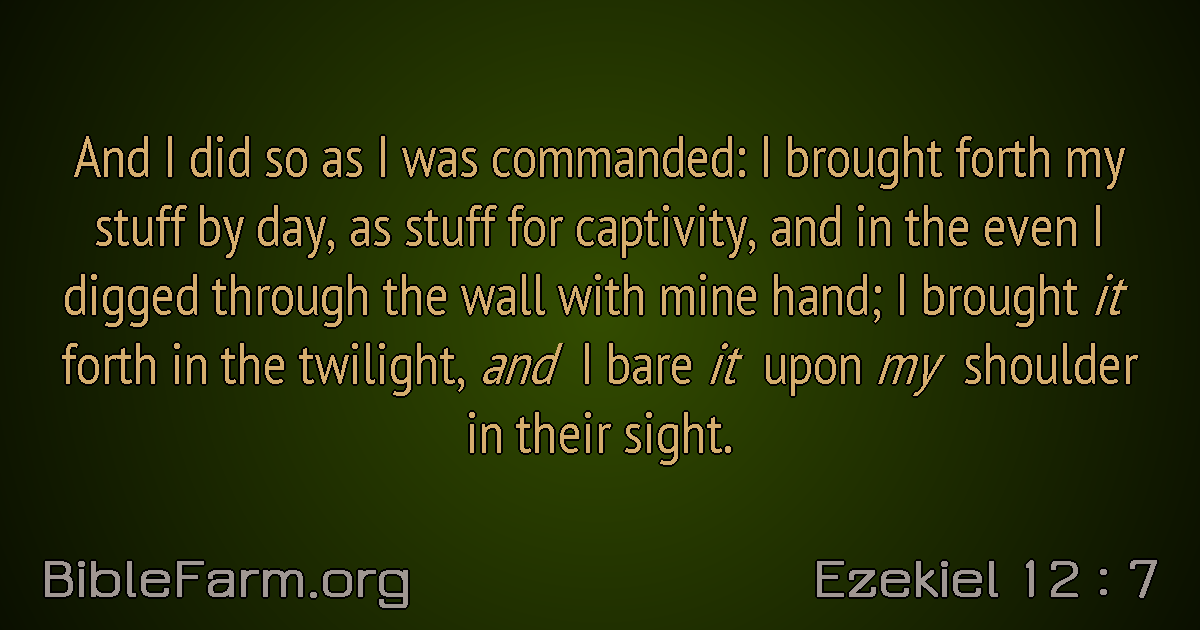 And I did so as I was commanded: I brought forth my
stuff by day, as stuff for captivity, and in the even I
digged through the wall with mine hand; I brought it
forth in the twilight, and I bare it upon my shoulder
in their sight.
BibleFarm.org
Ezekiel 12 : 7